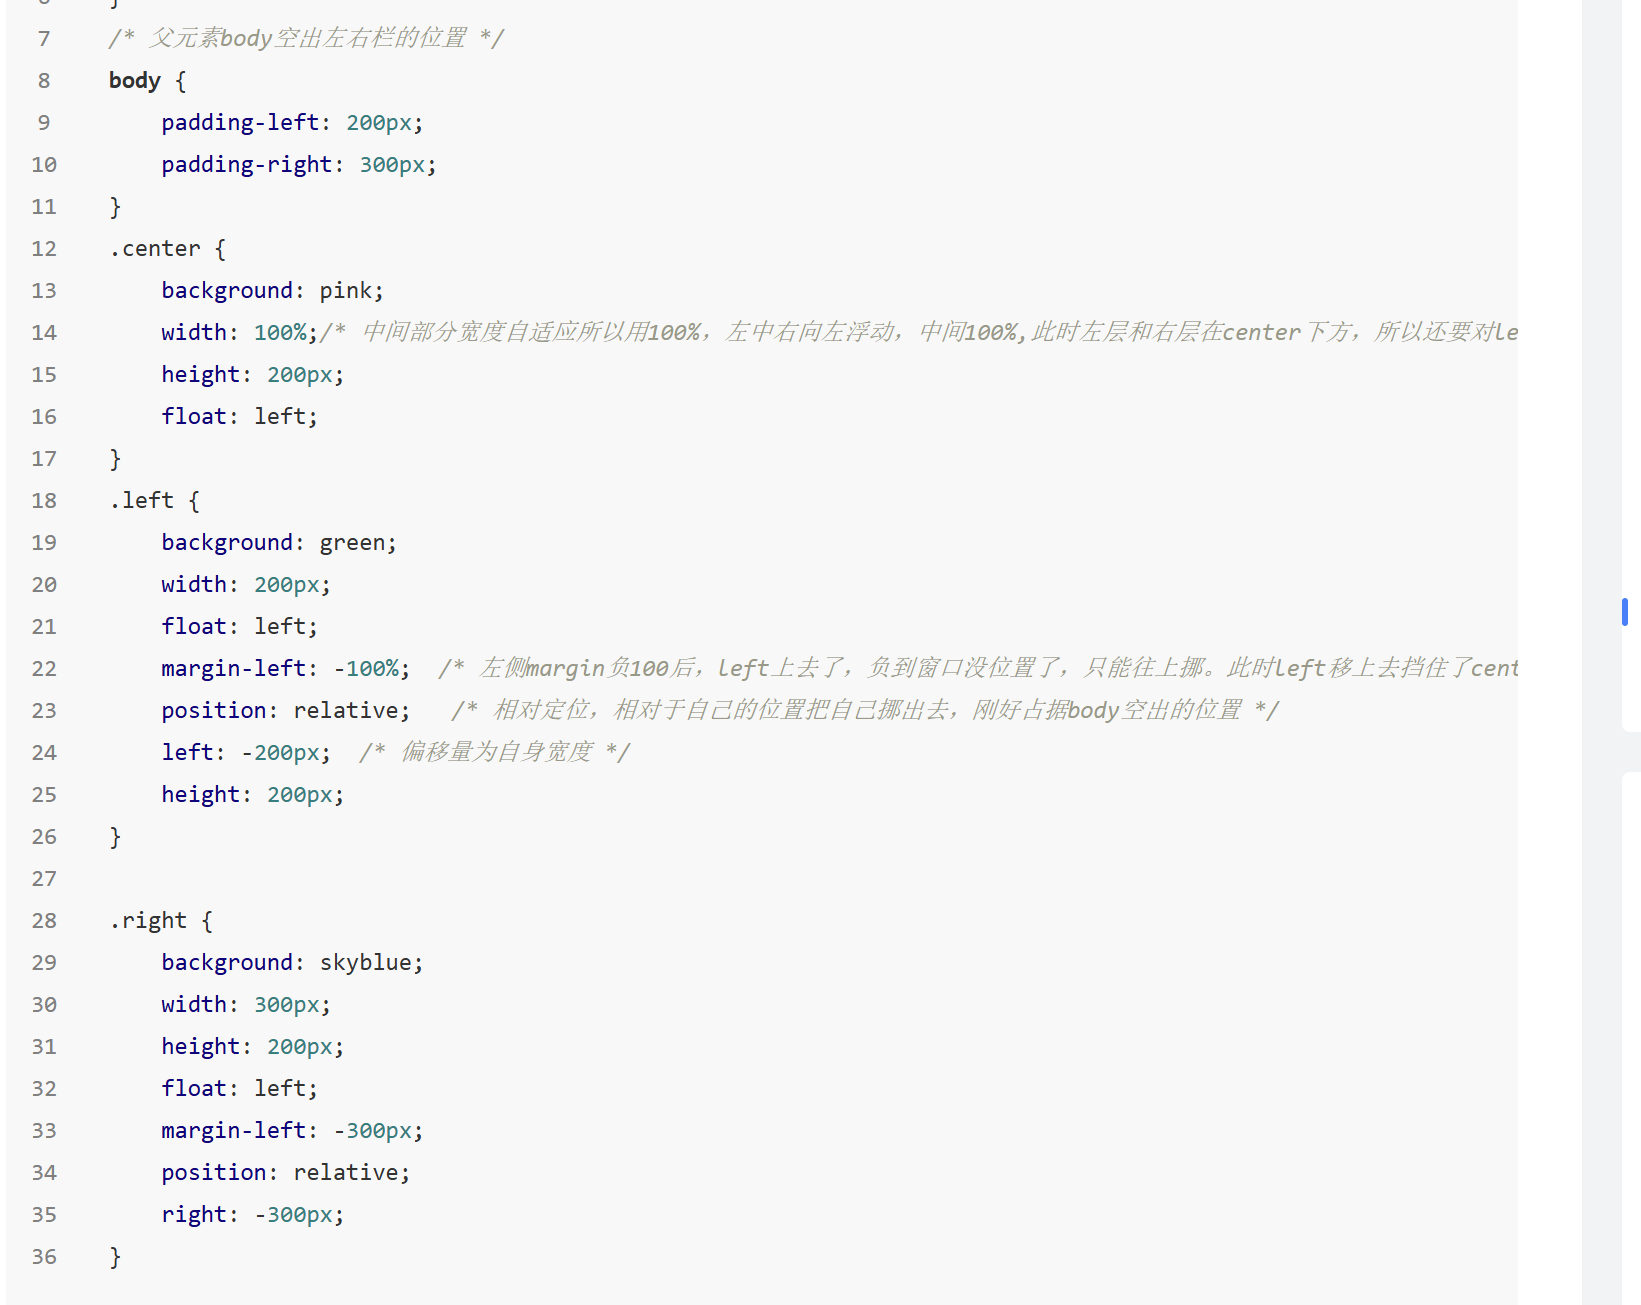 7 /* 父元素body空出左右栏的位置 */
8 body {
9 padding-left: 200px;
10 padding-right: 300px;
11 }
12 .center {
13 background: pink;
14 width: 100%;/* 中间部分宽度自适应所以用100%，左中右向左浮动，中间100%,此时左层和右层在center下方，所以还要对le
15 height: 200px;
16 float: left;
17 }
18 .left {
19 background: green;
20 width: 200px;
21 float: left;
22 margin-left: -100%; /* 左侧margin负100后，left上去了，负到窗口没位置了，只能往上挪。此时left移上去挡住了cent
23 position: relative; /* 相对定位，相对于自己的位置把自己挪出去，刚好占据body空出的位置 */
24 left: -200px; /* 偏移量为自身宽度 */
25 height: 200px;
26 }
27
28 .right {
29 background: skyblue;
30 width: 300px;
31 height: 200px;
32 float: left;
33 margin-left: -300px;
34 position: relative;
35 right: -300px;
36 }